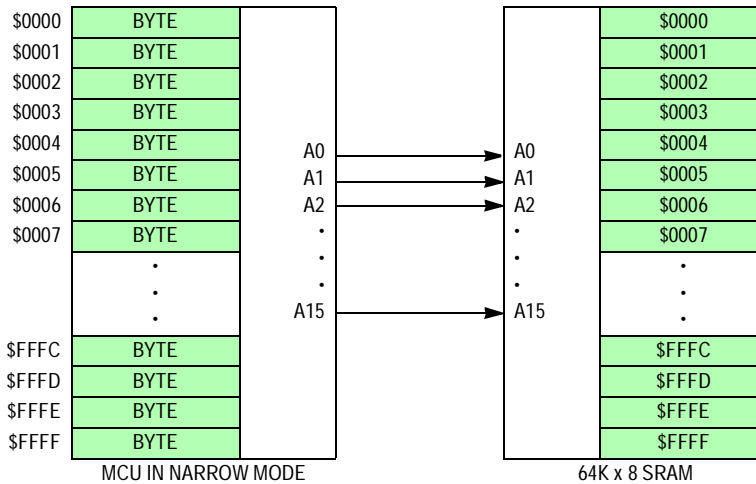 $0000 BYTE $0000
$0001 BYTE $0001
$0002 BYTE $0002
$0003 BYTE $0003
$0004 BYTE A0 A0 $0004
$0005 BYTE A1 A1 $0005
$0006 BYTE A2 A2 $0006
$0007 BYTE $0007
A15 A15
$FFFC BYTE $FFFC
$FFFD BYTE $FFFD
$FFFE BYTE $FFFE
$FFFF BYTE $FFFF
MCU IN NARROW MODE 64K x 8 SRAM